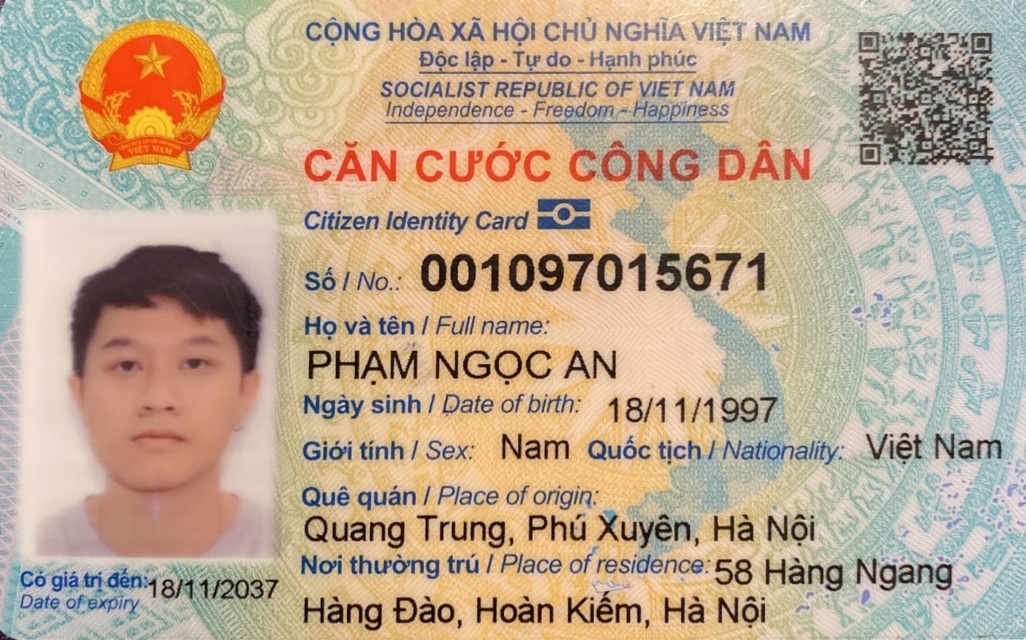 CỘNG HÒA XÃ HỘI CHỦ NGHĨA VIỆT NAM
Độc lập - Tự do - Hạnh phúc
SOCIALIST REPUBLIC OF VIET NAM
Independence - Freedom - Happiness
VIỆT NAM
CĂN CƯỚC CÔNG DÂN
Citizen Identity Card
Số / No.: 001097015671
Họ và tên / Full name:
PHẠM NGỌC AN
Ngày sinh / Date of birth: 18/11/1997
Giới tính / Sex: Nam Quốc tịch / Nationality: Việt Nam
Quê quán / Place of origin:
Quang Trung, Phú Xuyên, Hà Nội
Nơi thường trú / Place of residence: 58 Hàng Ngang
Hàng Đào, Hoàn Kiếm, Hà Nội
Có giá trị đến: 18/11/2037
Date of expiry